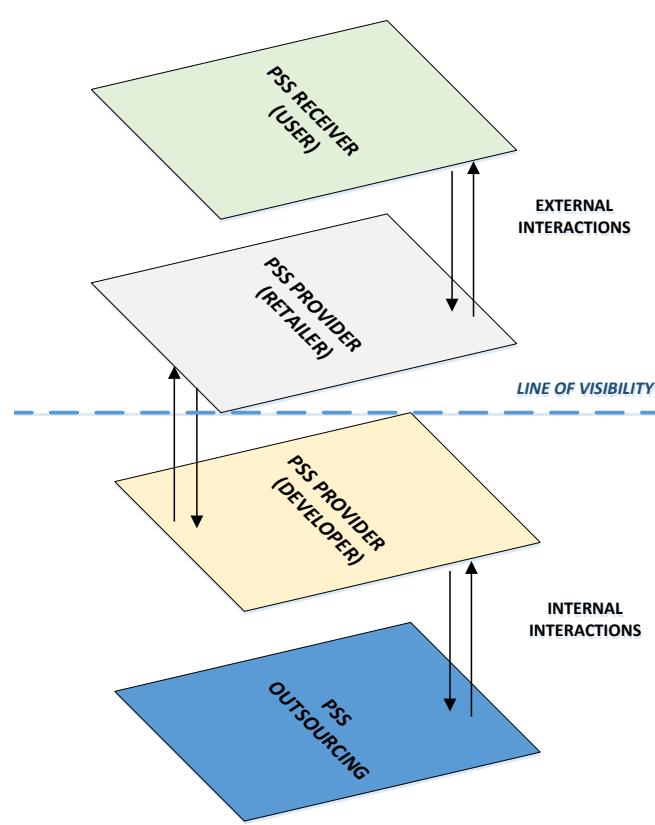 PSS RECEIVER
(USER)
EXTERNAL
INTERACTIONS
PSS PROVIDER
(RETAILER)
LINE OF VISIBILITY
PSS PROVIDER
(DEVELOPER)
INTERNAL
INTERACTIONS
PSS
OUTSOURCING